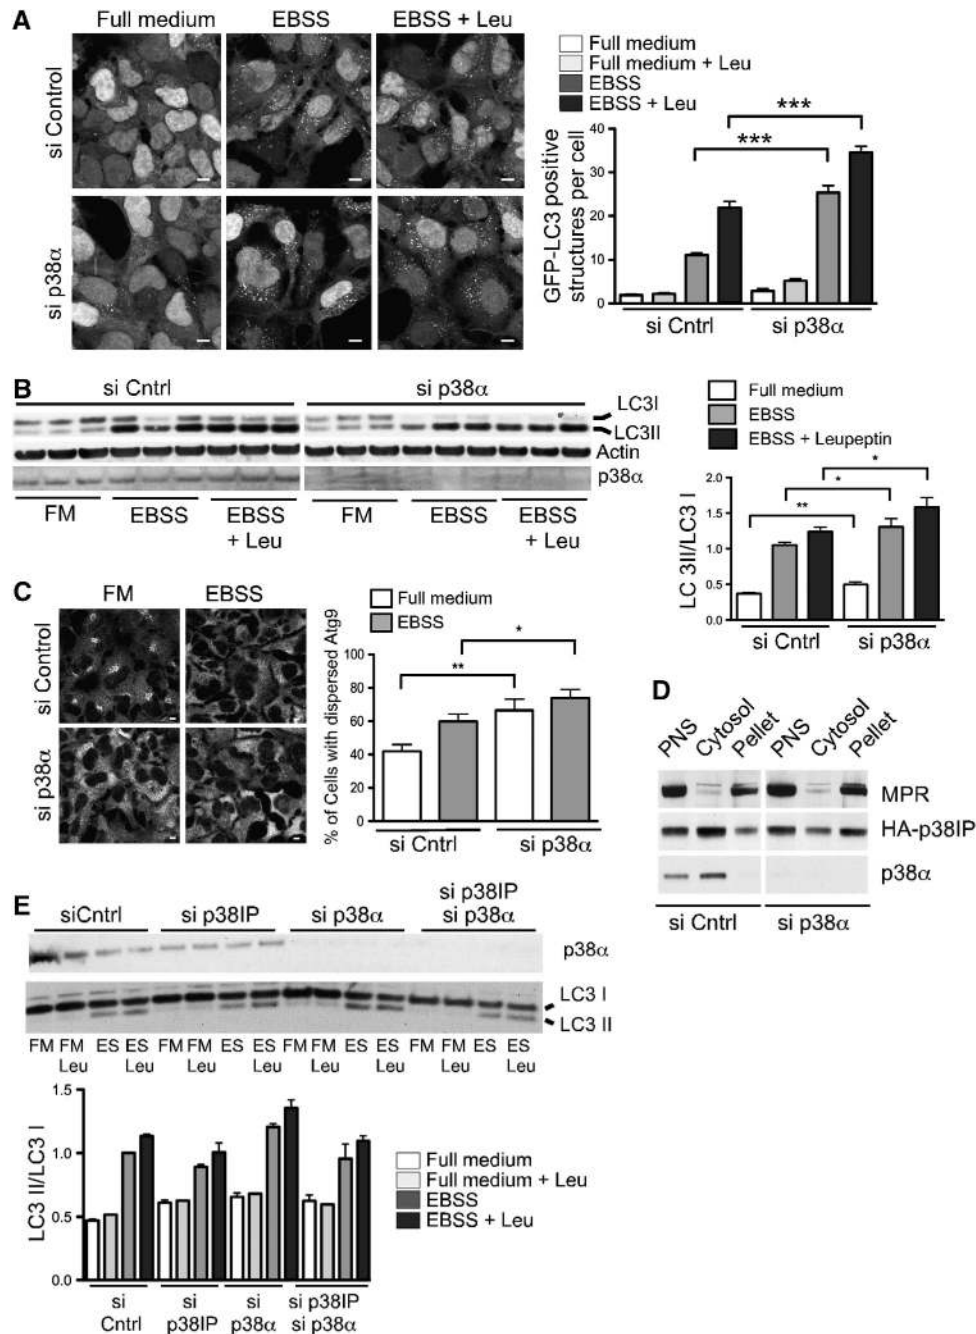 A
Full medium
EBSS
EBSS + Leu
si Control
si p38α
Full medium
Full medium + Leu
EBSS
EBSS + Leu
GFP-LC3 positive
structures per cell
40
30
20
10
0
***
***
si Cntrl
si p38α
B
si Cntrl
si p38α
LC3I
LC3II
Actin
p38α
FM
EBSS
EBSS
+ Leu
FM
EBSS
EBSS
+ Leu
Full medium
EBSS
EBSS + Leupeptin
LC 3II/LC3 I
2.0
1.5
1.0
0.5
0.0
**
*
*
si Cntrl
si p38α
C
FM
EBSS
si Control
si p38α
Full medium
EBSS
% of Cells with dispersed Atg9
100
80
60
40
20
0
**
*
si Cntrl
si p38α
D
PNS
Cytosol
Pellet
PNS
Cytosol
Pellet
MPR
HA-p38IP
p38α
si Cntrl
si p38α
E
siCntrl
si p38IP
si p38α
si p38IP
si p38α
p38α
LC3 I
LC3 II
FM FM ES ES FM FM ES ES FM FM ES ES FM FM ES ES
Leu Leu Leu Leu Leu Leu Leu Leu
LC3 II/LC3 I
1.5
1.0
0.5
0.0
Full medium
Full medium + Leu
EBSS
EBSS + Leu
si
Cntrl
si
p38IP
si
p38α
si p38IP
si p38α